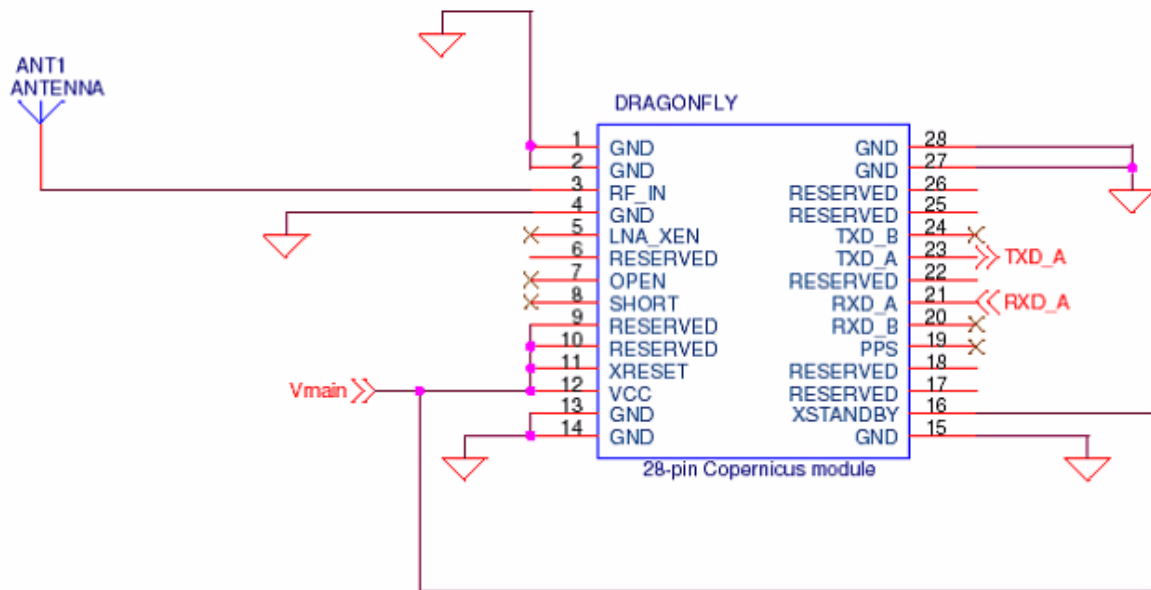 ANT1
ANTENNA
DRAGONFLY
1 GND GND 28
2 GND GND 27
3 RF_IN RESERVED 26
4 GND RESERVED 25
5 LNA_XEN TXD_B 24
6 RESERVED TXD_A 23 TXD_A
7 OPEN RESERVED 22
8 SHORT RXD_A 21 RXD_A
9 RESERVED RXD_B 20
10 RESERVED PPS 19
11 XRESET RESERVED 18
Vmain 12 VCC RESERVED 17
13 GND XSTANDBY 16
14 GND GND 15
28-pin Copernicus module